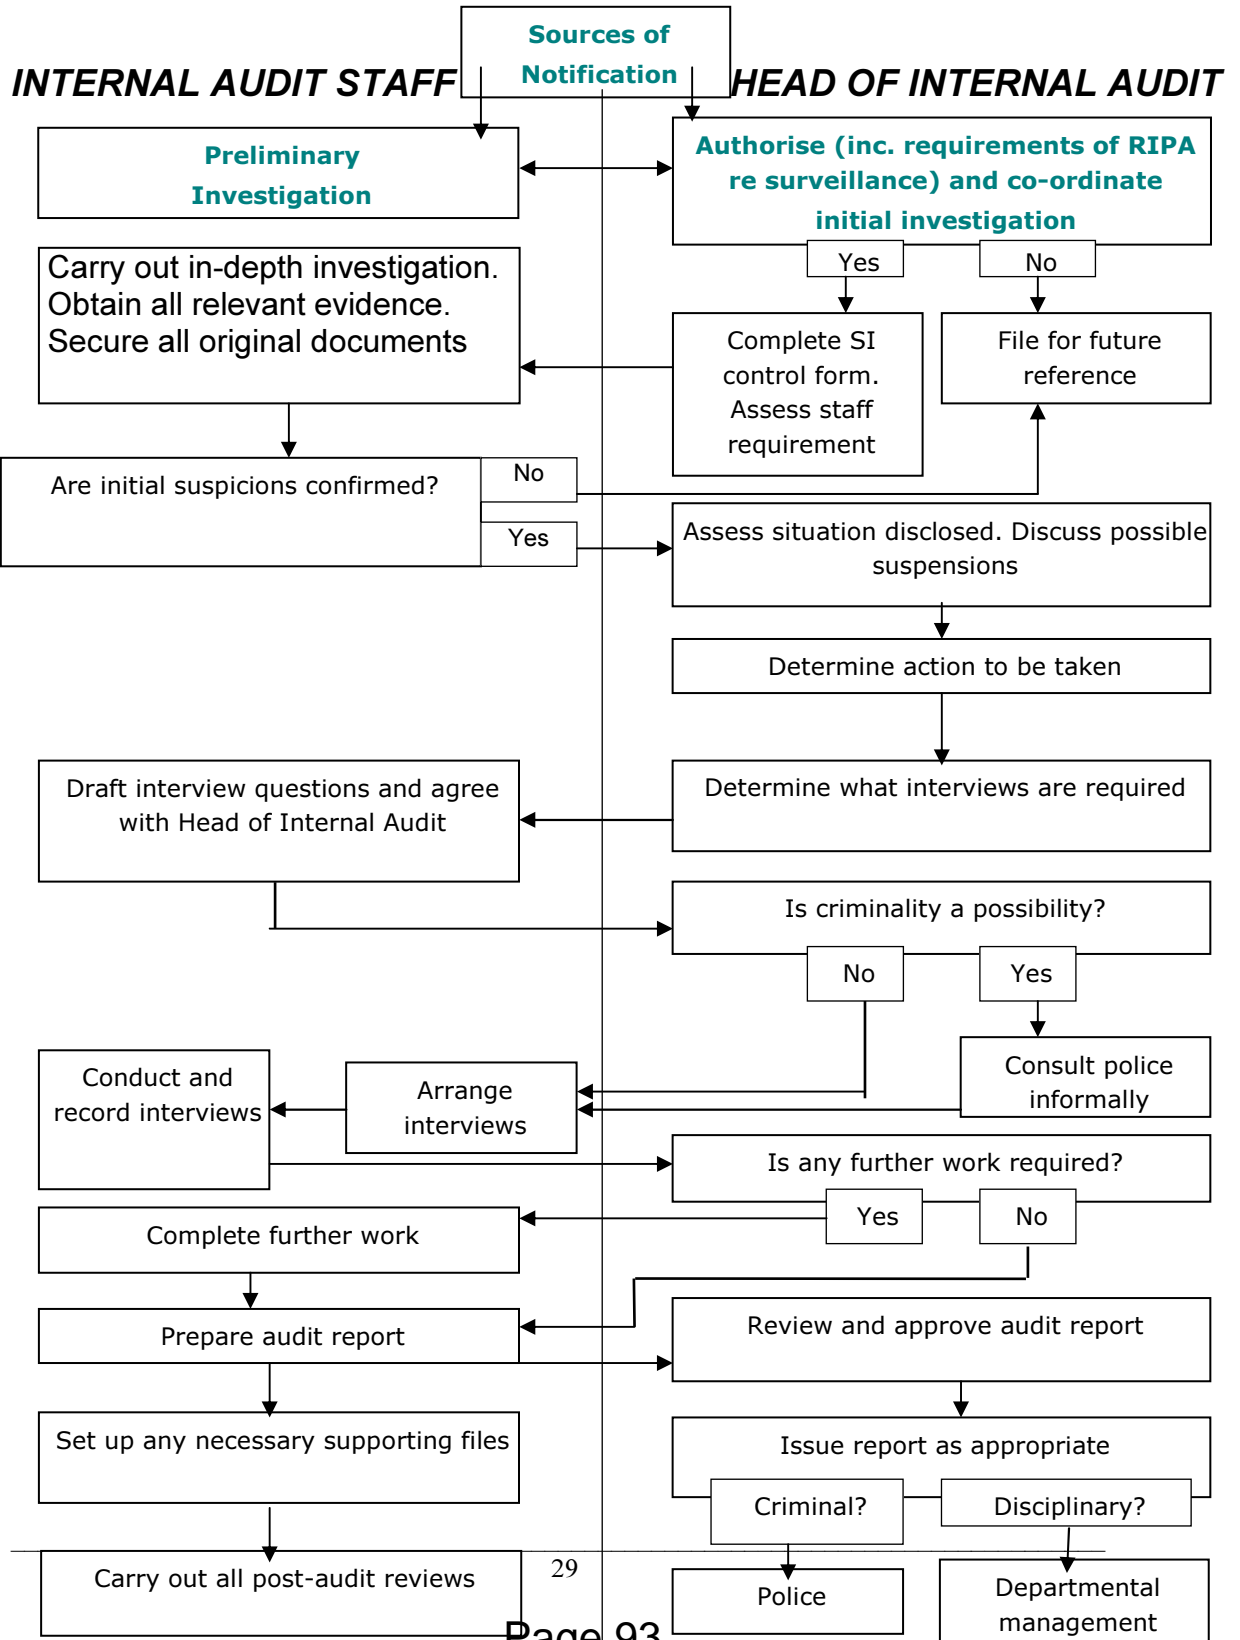 Sources of
Notification
INTERNAL AUDIT STAFF
HEAD OF INTERNAL AUDIT
Preliminary
Investigation
Authorise (inc. requirements of RIPA
re surveillance) and co-ordinate
initial investigation
Yes
No
Carry out in-depth investigation.
Obtain all relevant evidence.
Secure all original documents
Complete SI
control form.
Assess staff
requirement
File for future
reference
Are initial suspicions confirmed?
No
Yes
Assess situation disclosed. Discuss possible
suspensions
Determine action to be taken
Draft interview questions and agree
with Head of Internal Audit
Determine what interviews are required
Is criminality a possibility?
No
Yes
Conduct and
record interviews
Arrange
interviews
Consult police
informally
Is any further work required?
Yes
No
Complete further work
Prepare audit report
Review and approve audit report
Set up any necessary supporting files
Issue report as appropriate
Criminal?
Disciplinary?
Carry out all post-audit reviews
29
Police
Departmental
management
Page 93